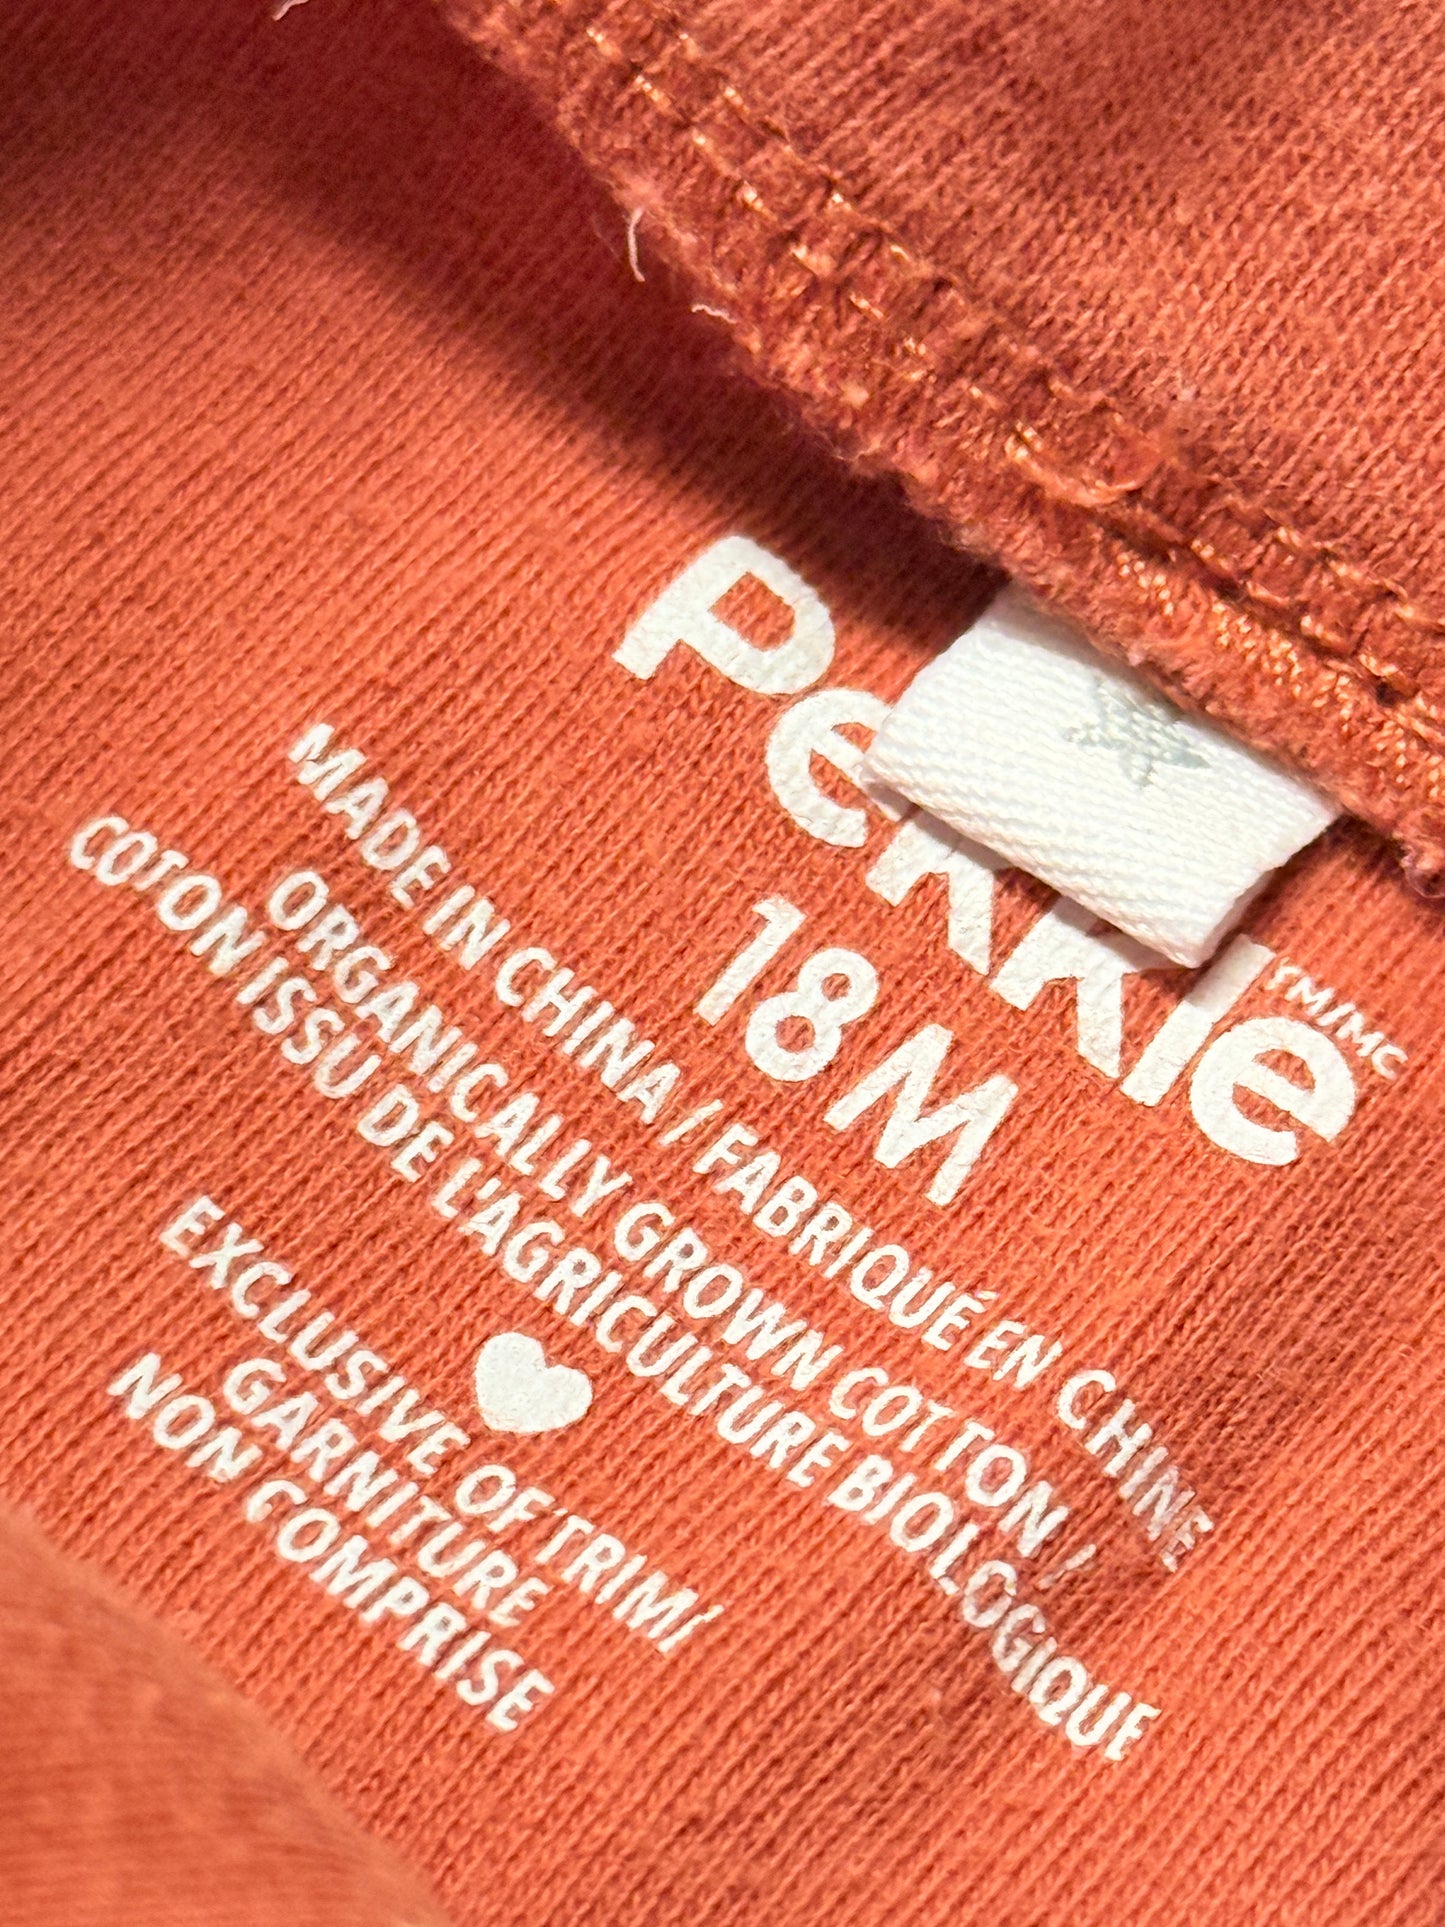 Pekkle TM/MC
18M
MADE IN CHINA / FABRIQUÉ EN CHINE
ORGANICALLY GROWN COTTON /
COTON ISSU DE L'AGRICULTURE BIOLOGIQUE
EXCLUSIVE OF TRIM/
GARNITURE
NON COMPRISE